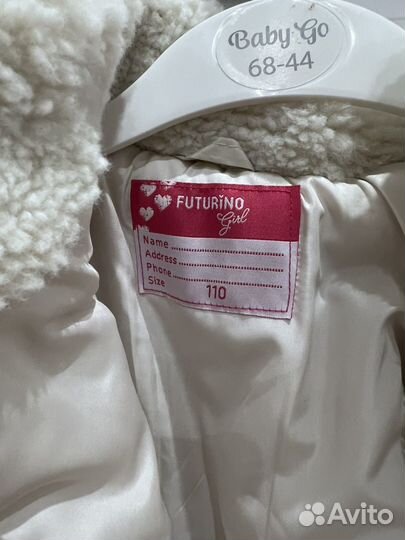 Baby Go
68-44
FUTURINO
Girl
Name
Address
Phone
Size 110
Avito